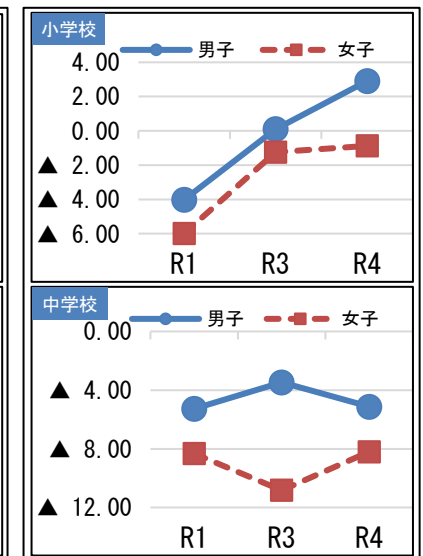 小学校
男子 女子
4.00
2.00
0.00
▲ 2.00
▲ 4.00
▲ 6.00
R1 R3 R4
中学校
男子 女子
0.00
▲ 4.00
▲ 8.00
▲ 12.00
R1 R3 R4